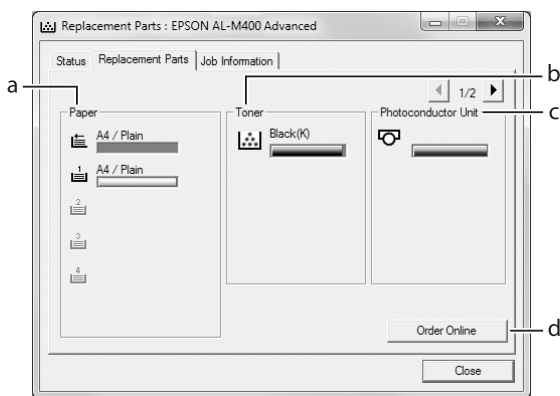 Replacement Parts : EPSON AL-M400 Advanced
Status Replacement Parts Job Information
1/2
a b c d
Paper
A4 / Plain
1 A4 / Plain
2
3
4
Toner
Black(K)
Photoconductor Unit
Order Online
Close